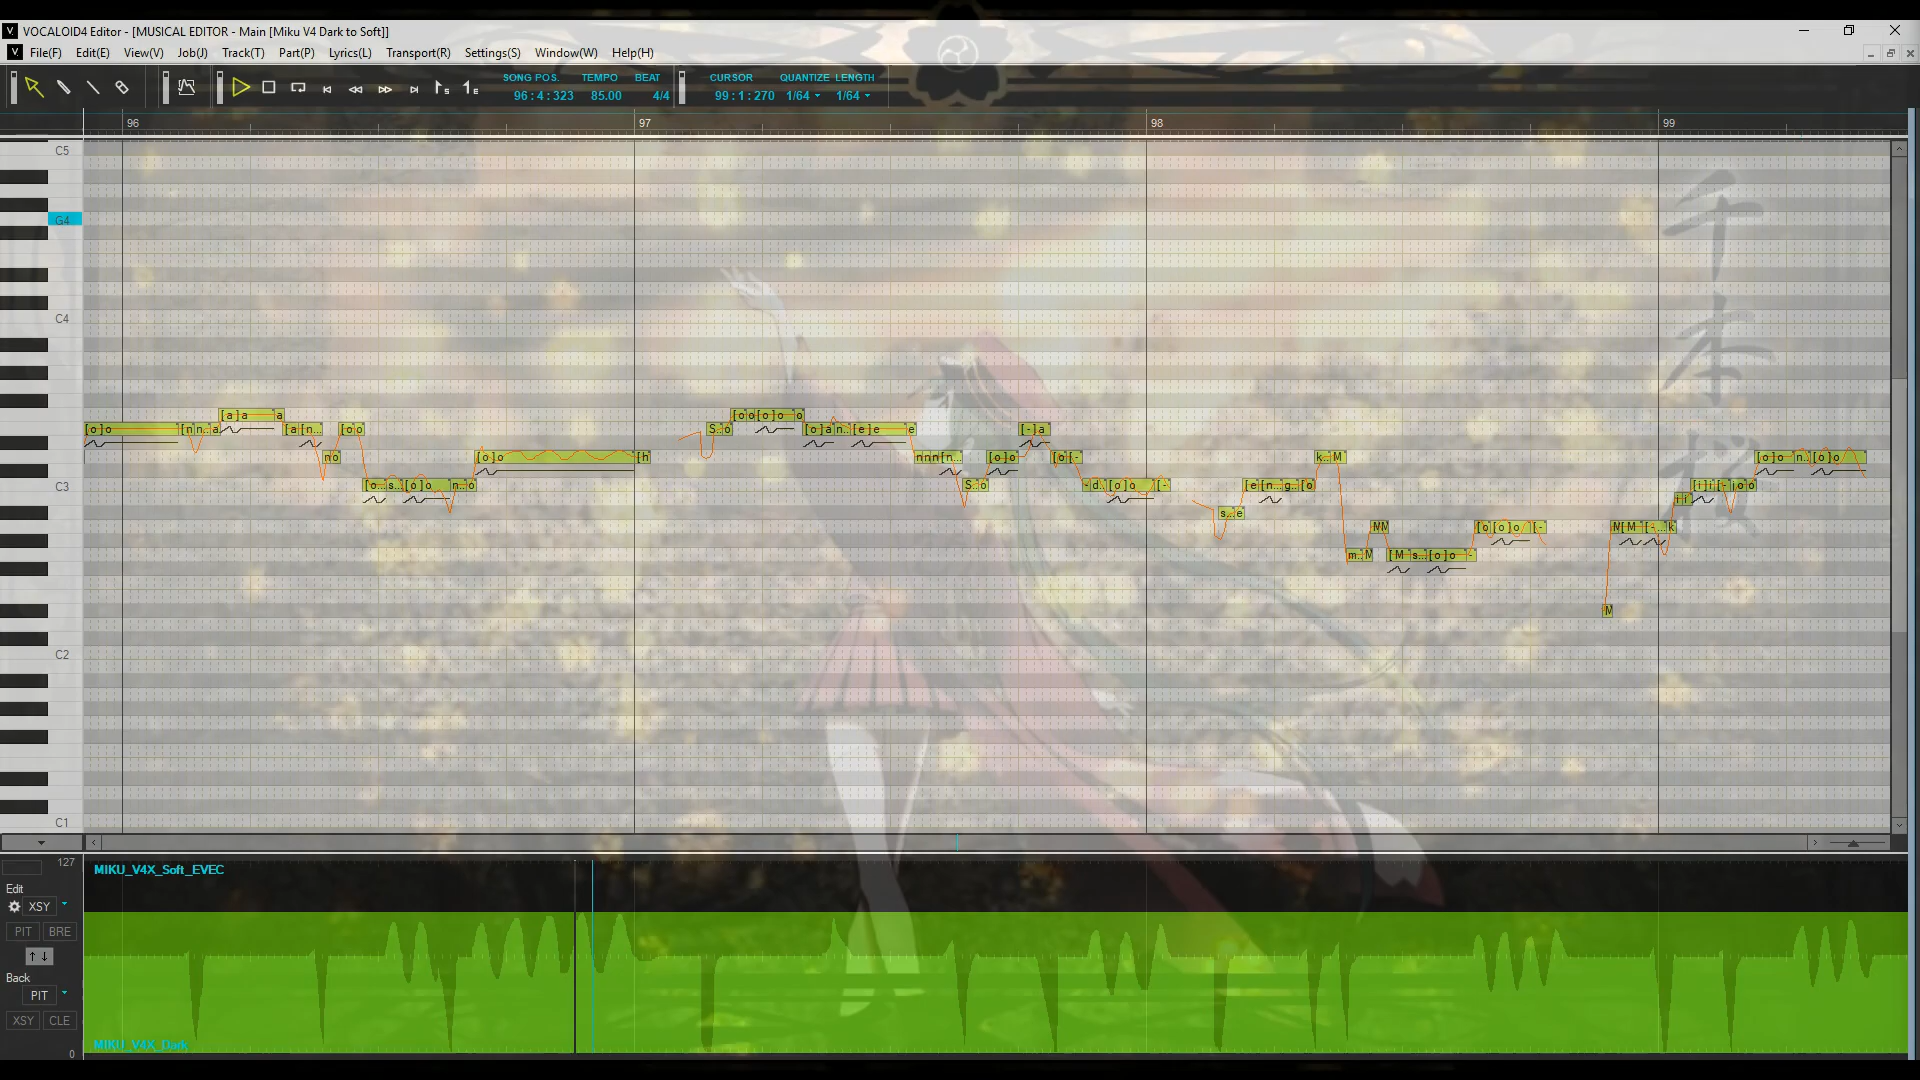 VOCALOID4 Editor - [MUSICAL EDITOR - Main [Miku V4 Dark to Soft]]
File(F) Edit(E) View(V) Job(J) Track(T) Part(P) Lyrics(L) Transport(R) Settings(S) Window(W) Help(H)
SONG POS. TEMPO BEAT CURSOR QUANTIZE LENGTH
96 : 4 : 323 85.00 4/4 99 : 1 : 270 1/64 1/64
96 97 98 99
C5
G4
千本桜
C4
[a]a a [o o[o]o o
[o]o [n n.. a [a [n... [o o S.. o [o]a n.. [e]e e [-]a
n o [o]o [h n n n [n... [o]o [o [- k.. M [o]o n.. [o]o
C3
[o... s... [o]o n.. o S.. o - d.. [o]o [- [e [n.. g.. [o i i [i]i [- j o o
s... e
M M [o [o]o [- M [M [-... k
m.. M [M s... [o]o -
M
C2
C1
127
MIKU_V4X_Soft_EVEC
Edit
XSY
PIT BRE
Back
PIT
XSY CLE
MIKU_V4X_Dark
0